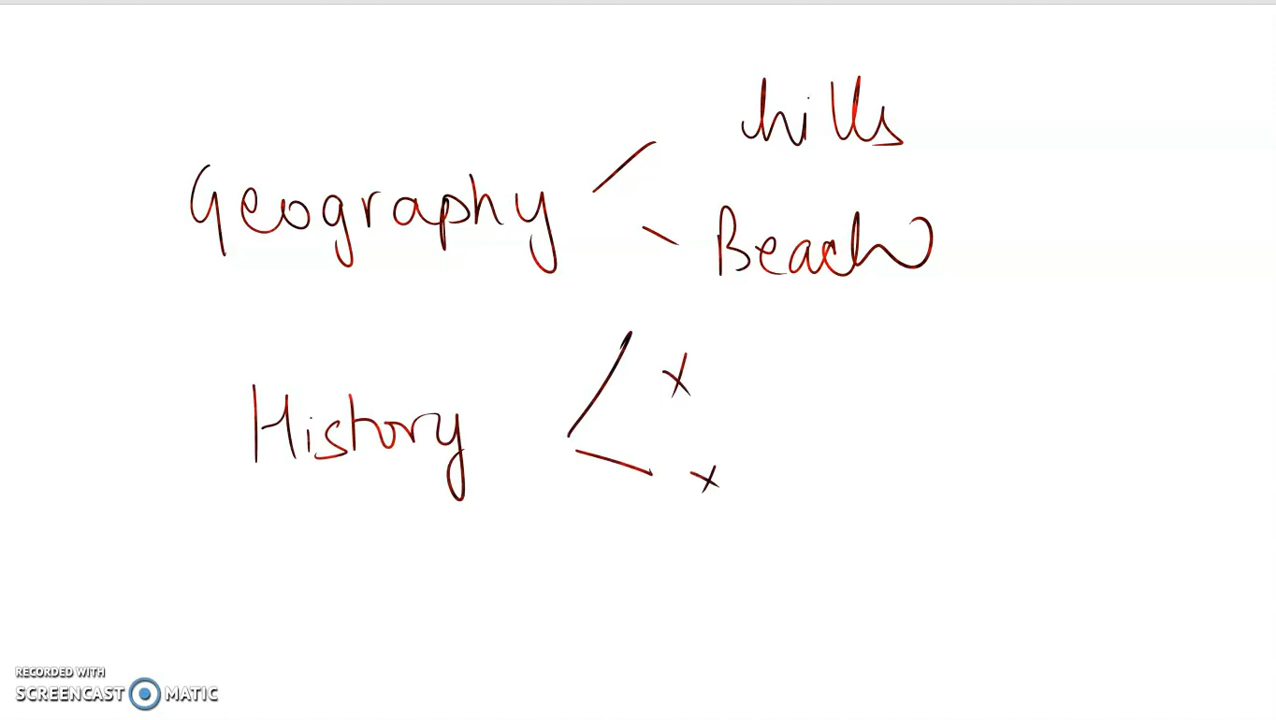 hills
Geography
Beach
History
x
x
RECORDED WITH
SCREENCAST MATIC